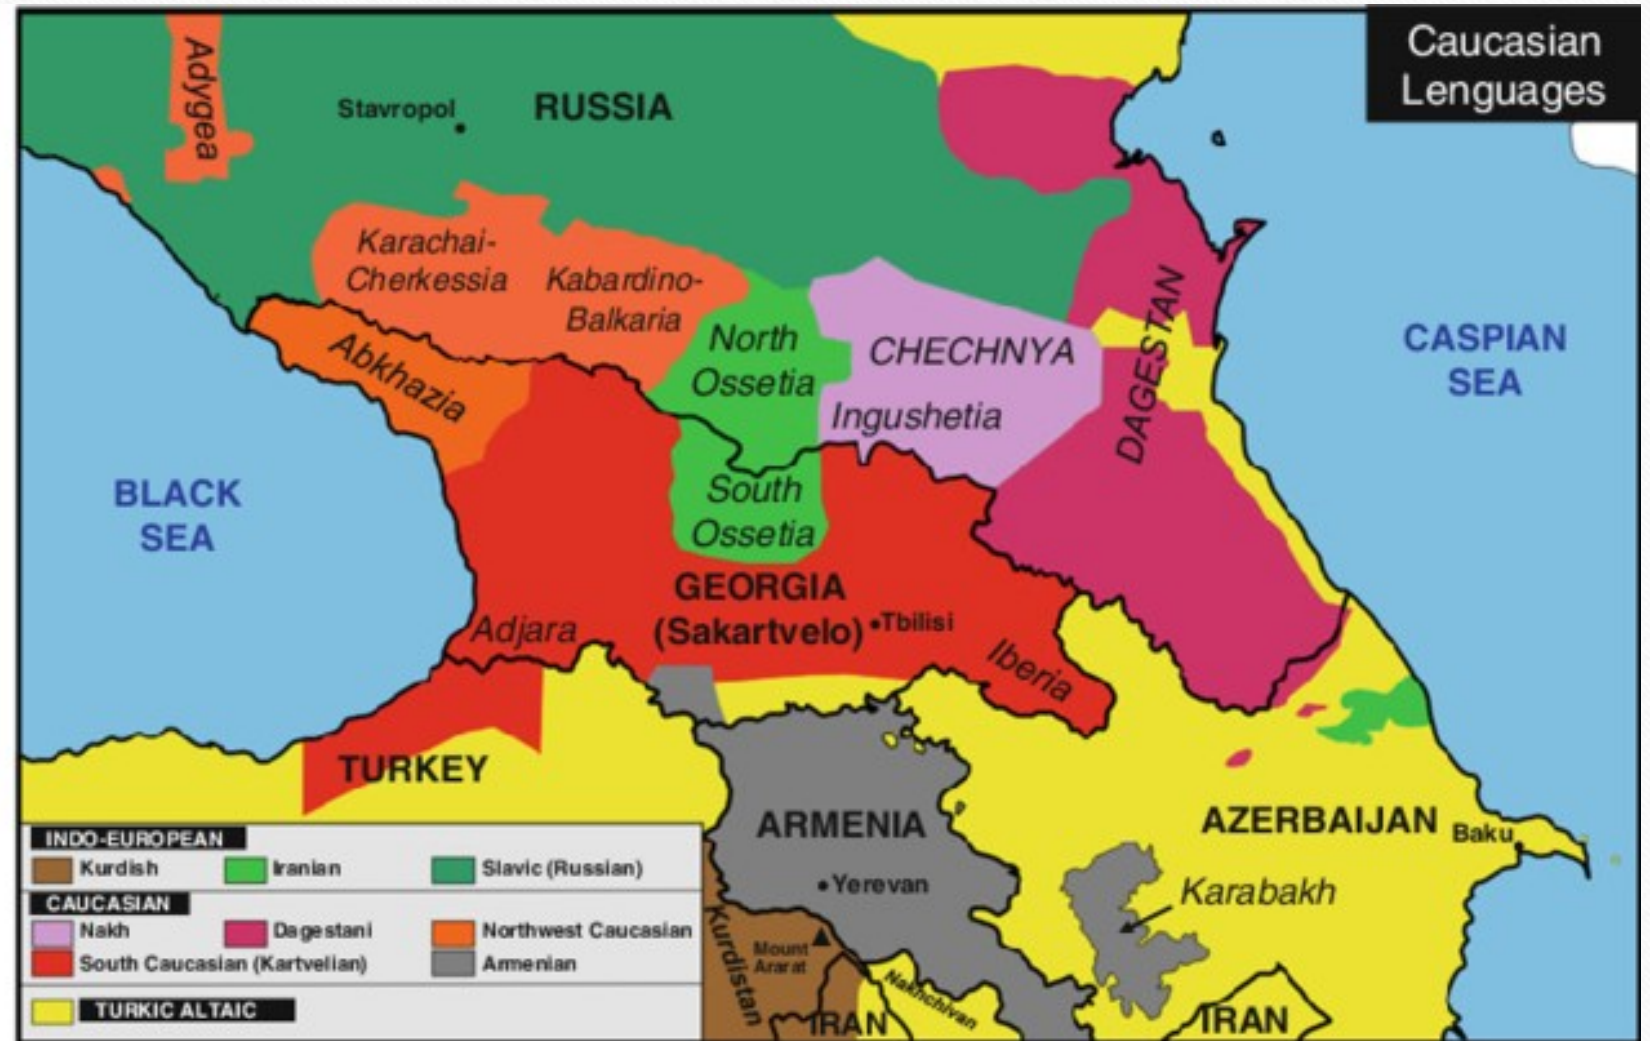 Caucasian
Lenguages
Adygea
Stavropol
RUSSIA
Karachai-
Cherkessia
Kabardino-
Balkaria
North
Ossetia
CHECHNYA
Ingushetia
DAGESTAN
CASPIAN
SEA
Abkhazia
BLACK
SEA
South
Ossetia
GEORGIA
(Sakartvelo)
Tbilisi
Adjara
Iberia
TURKEY
ARMENIA
AZERBAIJAN
Baku
Yerevan
Karabakh
Kurdistan
Mount
Ararat
Nakhchivan
IRAN
IRAN
INDO-EUROPEAN
Kurdish Iranian Slavic (Russian)
CAUCASIAN
Nakh Dagestani Northwest Caucasian
South Caucasian (Kartvelian) Armenian
TURKIC ALTAIC